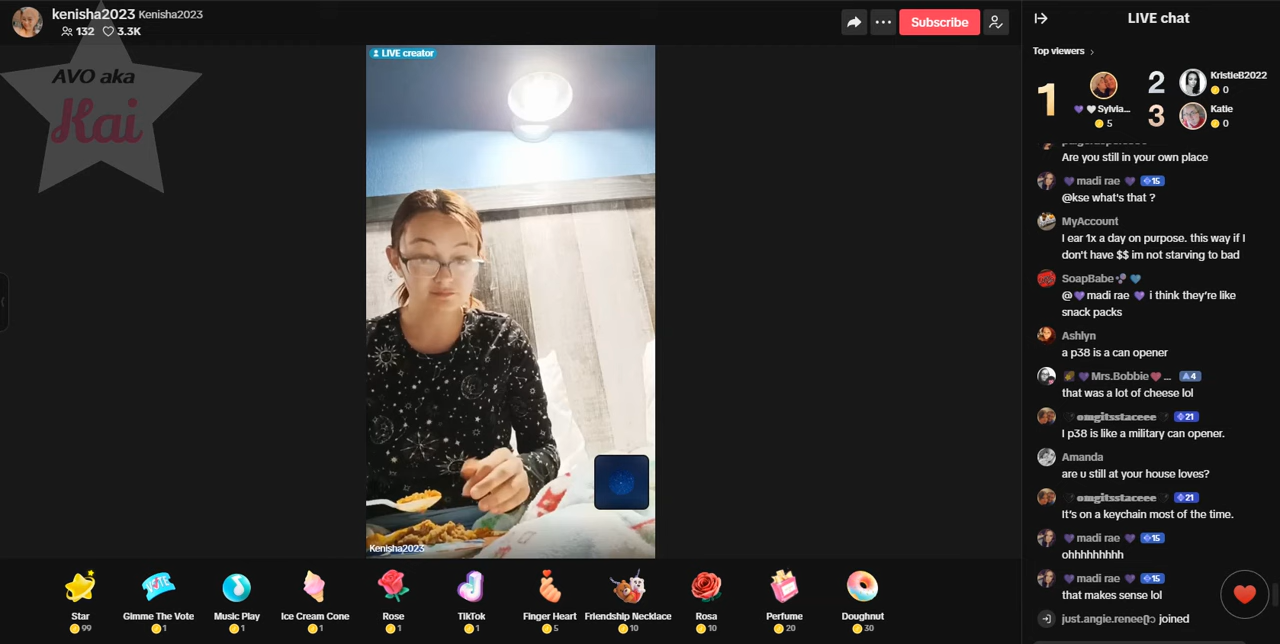 kenisha2023 Kenisha2023
132 3.3K
Subscribe
AVO aka
Kai
LIVE creator
Kenisha2023
Star
99
Gimme The Vote
1
Music Play
1
Ice Cream Cone
1
Rose
1
TikTok
1
Finger Heart
5
Friendship Necklace
10
Rosa
10
Perfume
20
Doughnut
30
LIVE chat
Top viewers
1
Sylvia...
5
2
KristieB2022
0
3
Katie
0
Are you still in your own place
madi rae 15
@kse what's that ?
MyAccount
I ear 1x a day on purpose. this way if I
don't have $$ im not starving to bad
SoapBabe
@ madi rae i think they're like
snack packs
Ashlyn
a p38 is a can opener
Mrs.Bobbie ... 4
that was a lot of cheese lol
omgitsstaceee 21
I p38 is like a military can opener.
Amanda
are u still at your house loves?
omgitsstaceee 21
It's on a keychain most of the time.
madi rae 15
ohhhhhhhhh
madi rae 15
that makes sense lol
joined